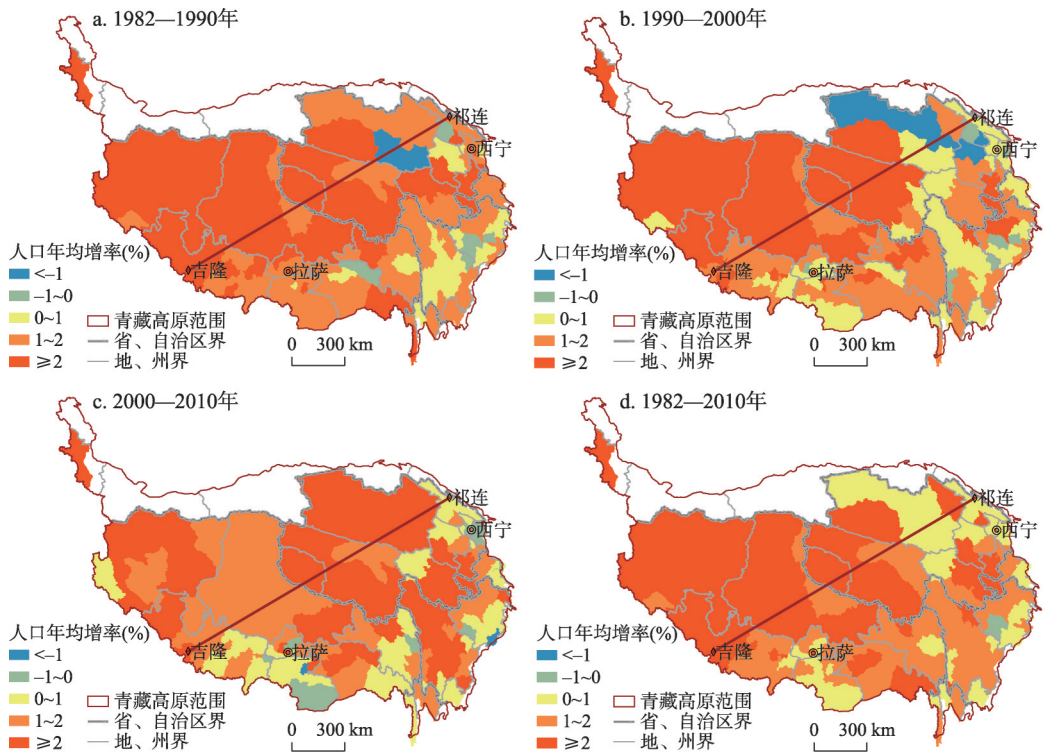 a. 1982—1990年
祁连
西宁
吉隆
拉萨
人口年均增率(%)
<–1
–1~0
0~1
1~2
≥2
青藏高原范围
省、自治区界
地、州界
0 300 km
b. 1990—2000年
祁连
西宁
吉隆
拉萨
人口年均增率(%)
<–1
–1~0
0~1
1~2
≥2
青藏高原范围
省、自治区界
地、州界
0 300 km
c. 2000—2010年
祁连
西宁
吉隆
拉萨
人口年均增率(%)
<–1
–1~0
0~1
1~2
≥2
青藏高原范围
省、自治区界
地、州界
0 300 km
d. 1982—2010年
祁连
西宁
吉隆
拉萨
人口年均增率(%)
<–1
–1~0
0~1
1~2
≥2
青藏高原范围
省、自治区界
地、州界
0 300 km